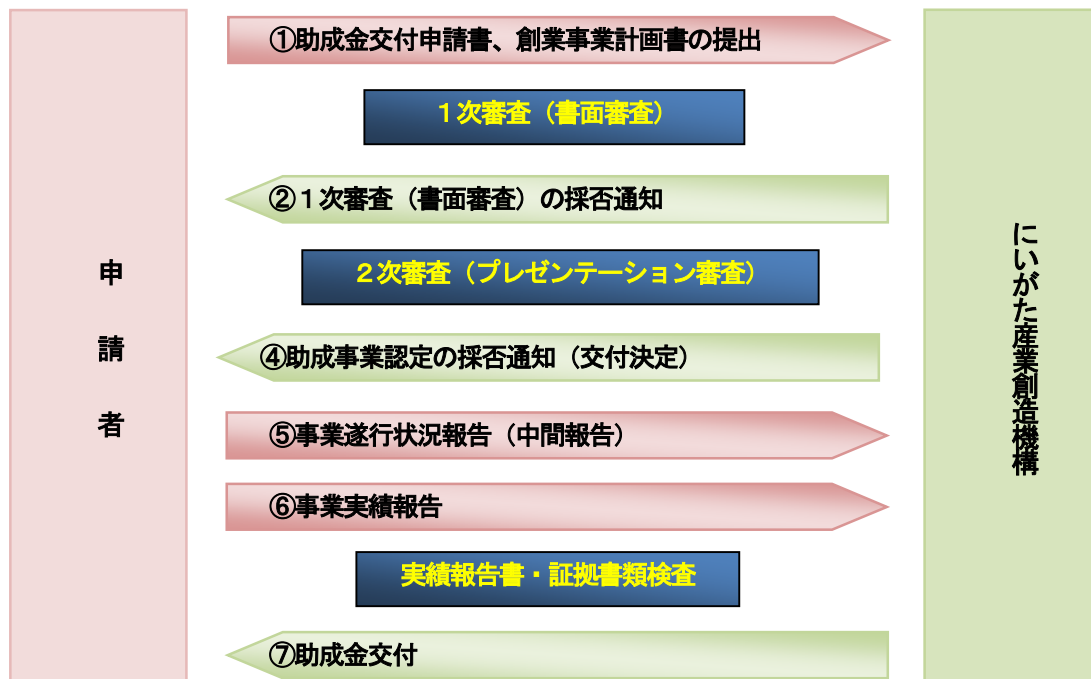 ①助成金交付申請書、創業事業計画書の提出
１次審査（書面審査）
②１次審査（書面審査）の採否通知
２次審査（プレゼンテーション審査）
④助成事業認定の採否通知（交付決定）
⑤事業遂行状況報告（中間報告）
⑥事業実績報告
実績報告書・証拠書類検査
⑦助成金交付
申請者
にいがた産業創造機構